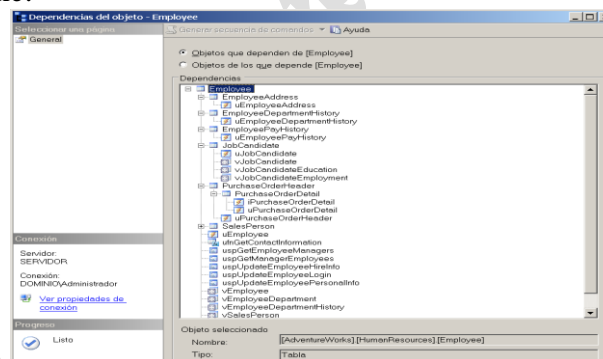 Dependencias del objeto - Employee
Seleccionar una página
General
Generar secuencia de comandos
Ayuda
Objetos que dependen de [Employee]
Objetos de los que depende [Employee]
Dependencias
Employee
EmployeeAddress
uEmployeeAddress
EmployeeDepartmentHistory
uEmployeeDepartmentHistory
EmployeePayHistory
uEmployeePayHistory
JobCandidate
uJobCandidate
vJobCandidate
vJobCandidateEducation
vJobCandidateEmployment
PurchaseOrderHeader
PurchaseOrderDetail
iPurchaseOrderDetail
uPurchaseOrderDetail
uPurchaseOrderHeader
SalesPerson
uEmployee
ufnGetContactInformation
uspGetEmployeeManagers
uspGetManagerEmployees
uspUpdateEmployeeHireInfo
uspUpdateEmployeeLogin
uspUpdateEmployeePersonalInfo
vEmployee
vEmployeeDepartment
vEmployeeDepartmentHistory
vSalesPerson
Conexión
Servidor:
SERVIDOR
Conexión:
DOMINIO\Administrador
Ver propiedades de
conexión
Progreso
Listo
Objeto seleccionado
Nombre: [AdventureWorks].[HumanResources].[Employee]
Tipo: Tabla